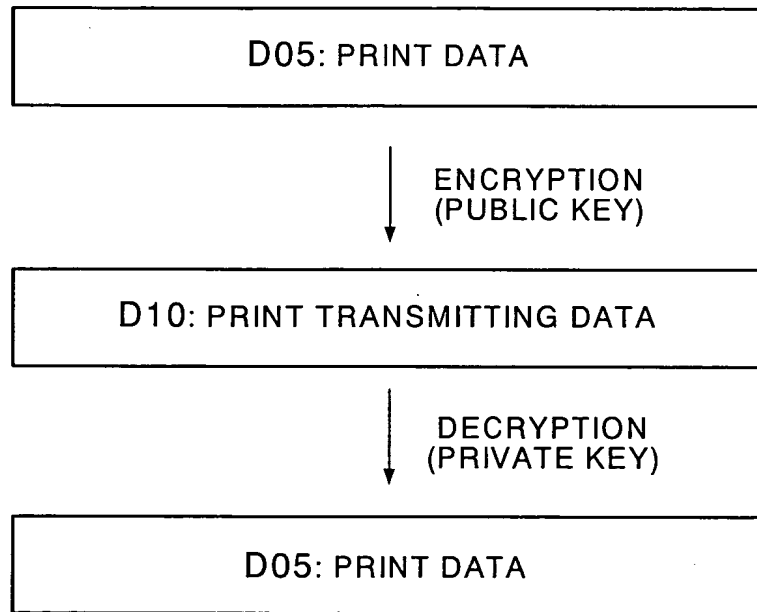 D05: PRINT DATA
ENCRYPTION
(PUBLIC KEY)
D10: PRINT TRANSMITTING DATA
DECRYPTION
(PRIVATE KEY)
D05: PRINT DATA